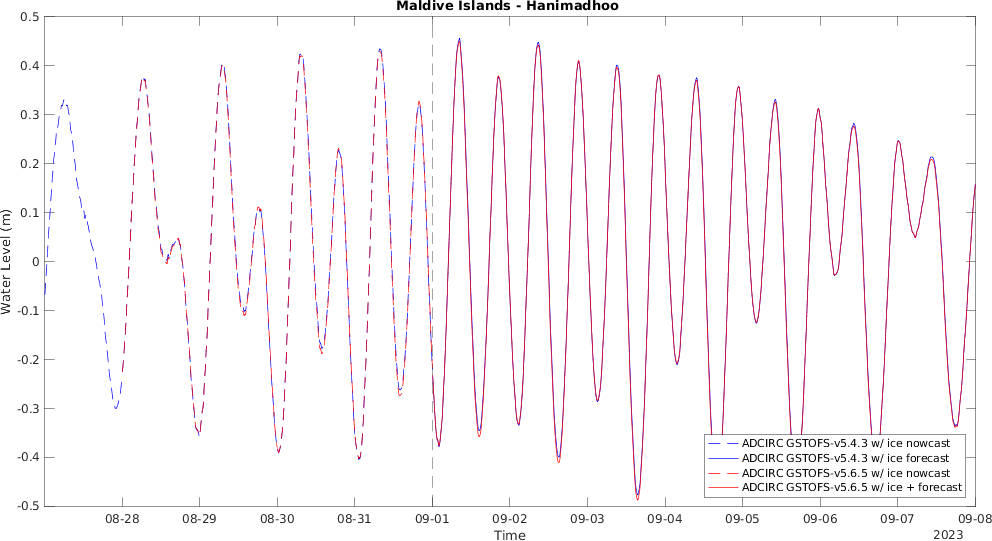 Maldive Islands - Hanimadhoo
0.5
0.4
0.3
0.2
0.1
0
-0.1
-0.2
-0.3
-0.4
-0.5
Water Level (m)
ADCIRC GSTOFS-v5.4.3 w/ ice nowcast
ADCIRC GSTOFS-v5.4.3 w/ ice forecast
ADCIRC GSTOFS-v5.6.5 w/ ice nowcast
ADCIRC GSTOFS-v5.6.5 w/ ice + forecast
08-28 08-29 08-30 08-31 09-01 09-02 09-03 09-04 09-05 09-06 09-07 09-08
Time
2023